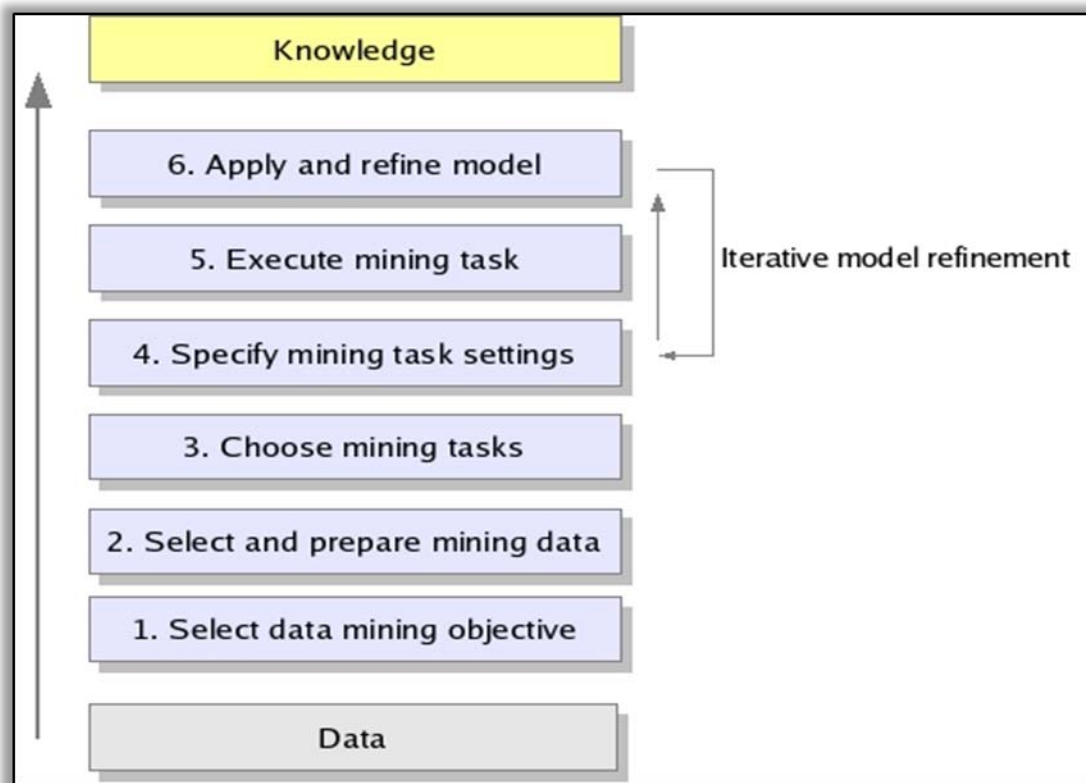 Knowledge
6. Apply and refine model
5. Execute mining task
Iterative model refinement
4. Specify mining task settings
3. Choose mining tasks
2. Select and prepare mining data
1. Select data mining objective
Data